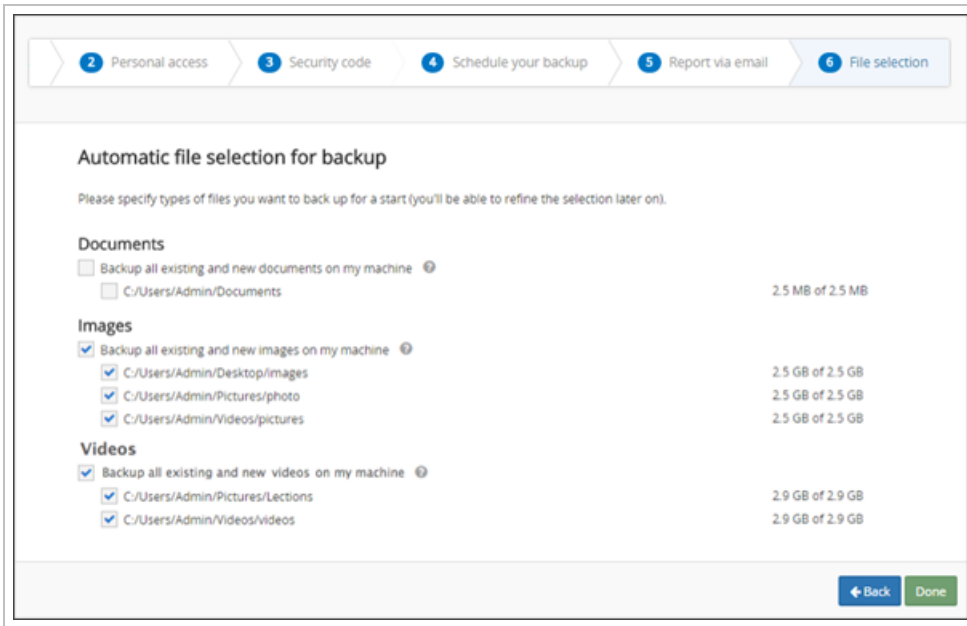 2 Personal access 3 Security code 4 Schedule your backup 5 Report via email 6 File selection
Automatic file selection for backup
Please specify types of files you want to back up for a start (you'll be able to refine the selection later on).
Documents
Backup all existing and new documents on my machine ?
C:/Users/Admin/Documents 2.5 MB of 2.5 MB
Images
Backup all existing and new images on my machine ?
C:/Users/Admin/Desktop/images 2.5 GB of 2.5 GB
C:/Users/Admin/Pictures/photo 2.5 GB of 2.5 GB
C:/Users/Admin/Videos/pictures 2.5 GB of 2.5 GB
Videos
Backup all existing and new videos on my machine ?
C:/Users/Admin/Pictures/Lections 2.9 GB of 2.9 GB
C:/Users/Admin/Videos/videos 2.9 GB of 2.9 GB
Back Done